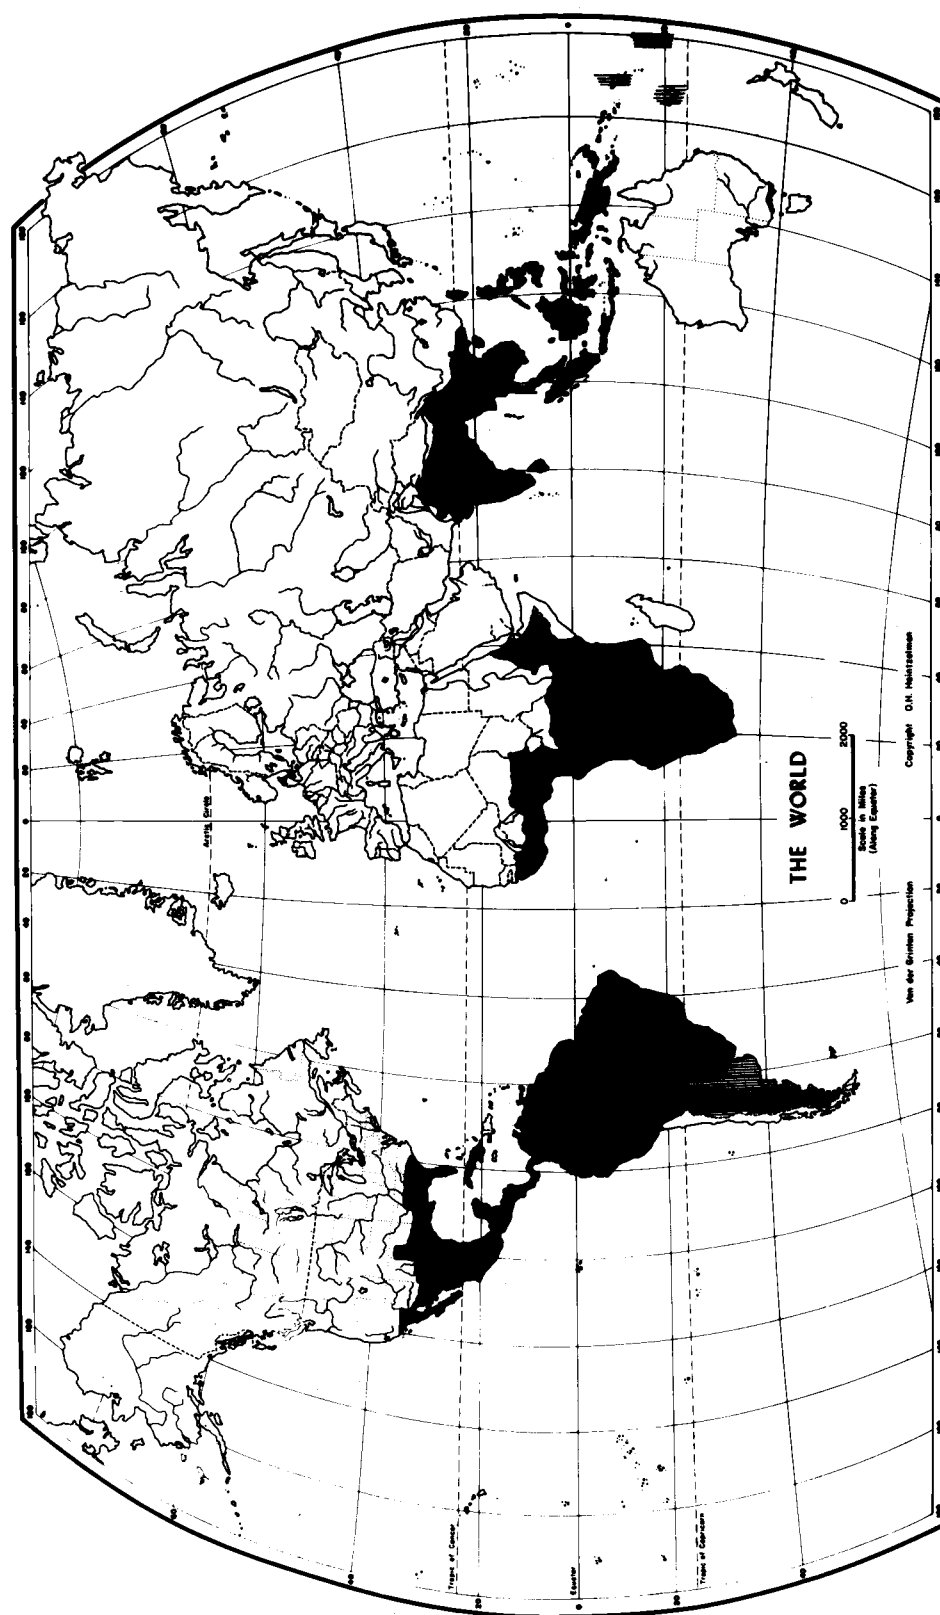 THE WORLD
0 1000 2000
Scale in Miles
(Along Equator)
Van der Grinten Projection
Copyright O.N. Heintzelman
Arctic Circle
Tropic of Cancer
Equator
Tropic of Capricorn